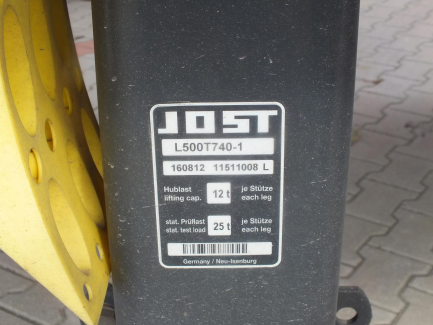 JOST
L500T740-1
160812 11511008 L
Hublast 12 t je Stütze
lifting cap. each leg
stat. Prüflast 25 t je Stütze
stat. test load each leg
Germany / Neu-Isenburg